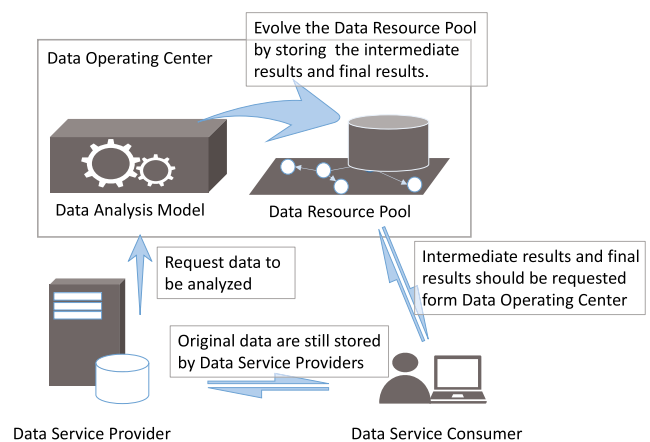 Evolve the Data Resource Pool
by storing the intermediate
results and final results.
Data Operating Center
Data Analysis Model
Data Resource Pool
Request data to
be analyzed
Intermediate results and final
results should be requested
form Data Operating Center
Original data are still stored
by Data Service Providers
Data Service Provider
Data Service Consumer